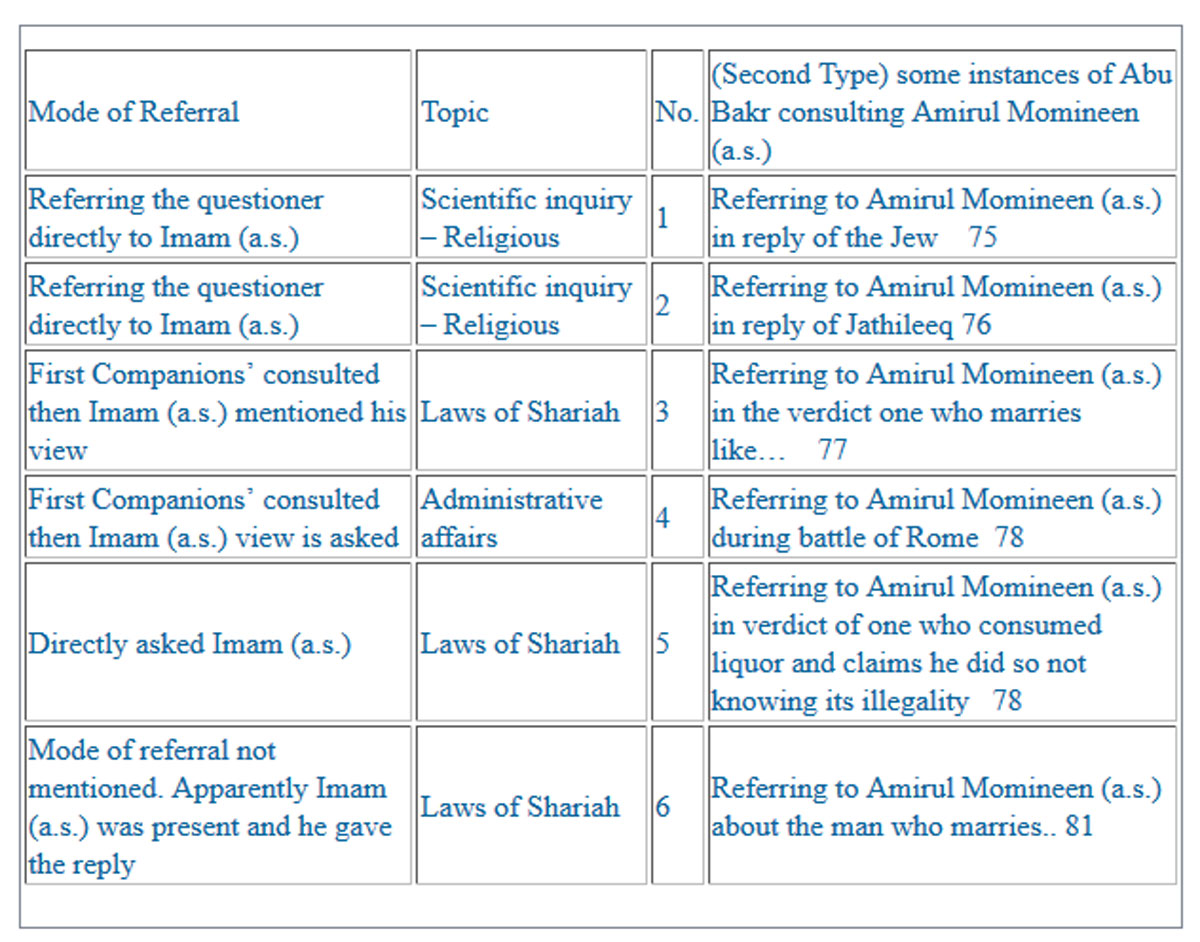 Mode of Referral
Topic
No.
(Second Type) some instances of Abu
Bakr consulting Amirul Momineen
(a.s.)
Referring the questioner
directly to Imam (a.s.)
Scientific inquiry
– Religious
1
Referring to Amirul Momineen (a.s.)
in reply of the Jew 75
Referring the questioner
directly to Imam (a.s.)
Scientific inquiry
– Religious
2
Referring to Amirul Momineen (a.s.)
in reply of Jathileeq 76
First Companions’ consulted
then Imam (a.s.) mentioned his
view
Laws of Shariah
3
Referring to Amirul Momineen (a.s.)
in the verdict one who marries
like… 77
First Companions’ consulted
then Imam (a.s.) view is asked
Administrative
affairs
4
Referring to Amirul Momineen (a.s.)
during battle of Rome 78
Directly asked Imam (a.s.)
Laws of Shariah
5
Referring to Amirul Momineen (a.s.)
in verdict of one who consumed
liquor and claims he did so not
knowing its illegality 78
Mode of referral not
mentioned. Apparently Imam
(a.s.) was present and he gave
the reply
Laws of Shariah
6
Referring to Amirul Momineen (a.s.)
about the man who marries.. 81